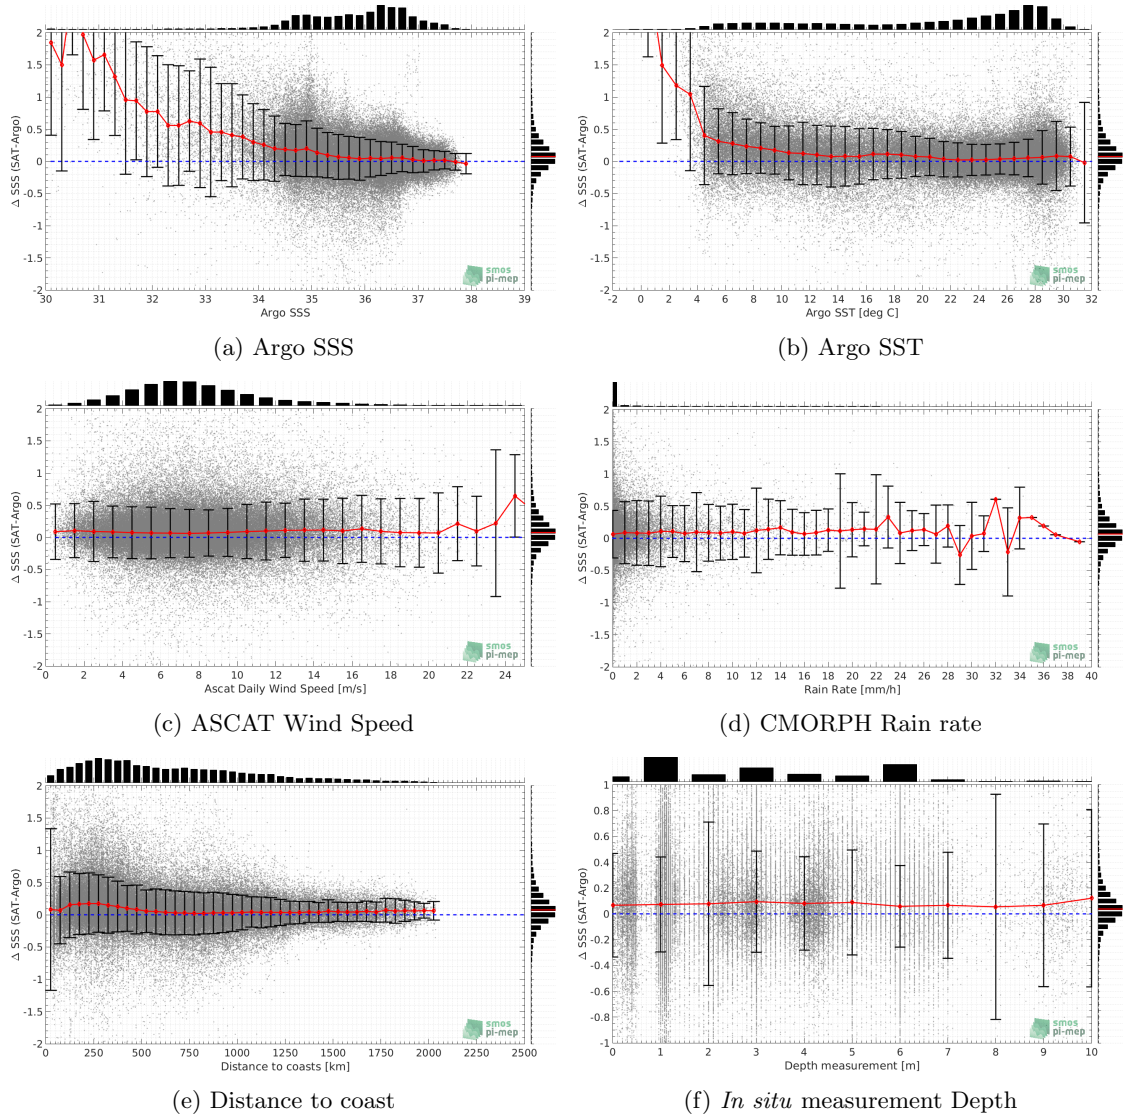 2
1.5
1
0.5
0
-0.5
-1
-1.5
-2
Δ SSS (SAT-Argo)
30 31 32 33 34 35 36 37 38 39
Argo SSS
smos
pi-mep
(a) Argo SSS
2
1.5
1
0.5
0
-0.5
-1
-1.5
-2
Δ SSS (SAT-Argo)
-2 0 2 4 6 8 10 12 14 16 18 20 22 24 26 28 30 32
Argo SST [deg C]
smos
pi-mep
(b) Argo SST
2
1.5
1
0.5
0
-0.5
-1
-1.5
-2
Δ SSS (SAT-Argo)
0 2 4 6 8 10 12 14 16 18 20 22 24
Ascat Daily Wind Speed [m/s]
smos
pi-mep
(c) ASCAT Wind Speed
2
1.5
1
0.5
0
-0.5
-1
-1.5
-2
Δ SSS (SAT-Argo)
0 2 4 6 8 10 12 14 16 18 20 22 24 26 28 30 32 34 36 38 40
Rain Rate [mm/h]
smos
pi-mep
(d) CMORPH Rain rate
2
1.5
1
0.5
0
-0.5
-1
-1.5
-2
Δ SSS (SAT-Argo)
0 250 500 750 1000 1250 1500 1750 2000 2250 2500
Distance to coasts [km]
smos
pi-mep
(e) Distance to coast
1
0.8
0.6
0.4
0.2
0
-0.2
-0.4
-0.6
-0.8
-1
Δ SSS (SAT-Argo)
0 1 2 3 4 5 6 7 8 9 10
Depth measurement [m]
smos
pi-mep
(f) In situ measurement Depth